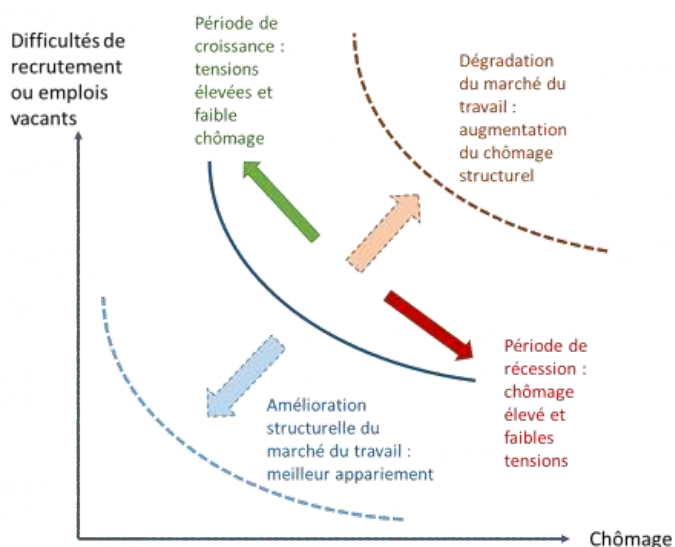 Difficultés de
recrutement
ou emplois
vacants
Période de
croissance :
tensions
élevées et
faible
chômage
Dégradation
du marché du
travail :
augmentation
du chômage
structurel
Période de
récession :
chômage
élevé et
faibles
tensions
Amélioration
structurelle du
marché du travail :
meilleur appariement
Chômage